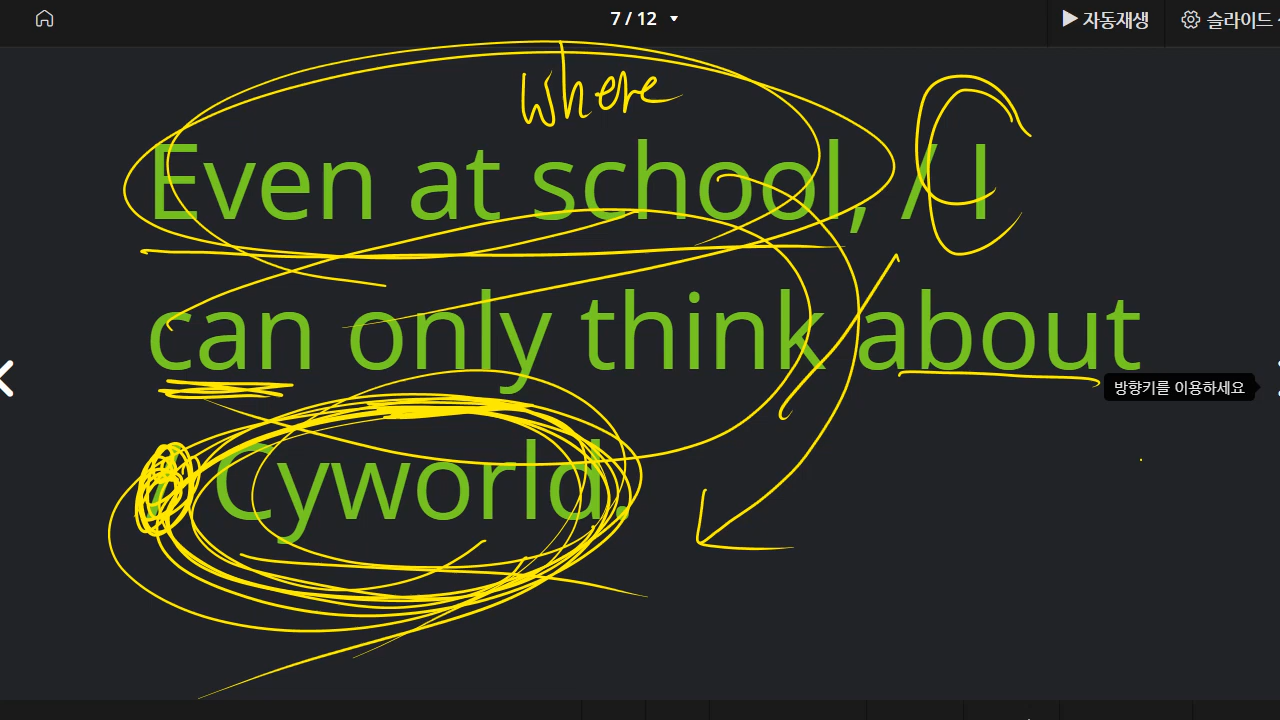 7 / 12
자동재생
슬라이드
where
Even at school, / I
can only think about
방향키를 이용하세요
/ Cyworld.